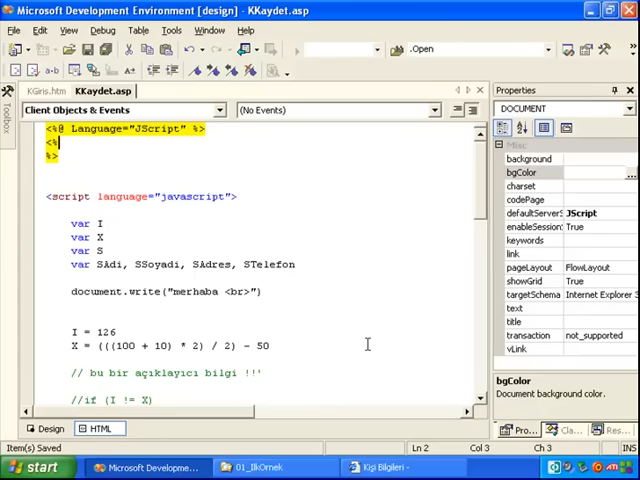 Microsoft Development Environment [design] - KKaydet.asp
File Edit View Debug Table Tools Window Help
.Open
KGiris.htm KKaydet.asp
Client Objects & Events (No Events)
Toolbox
<%@ Language="JScript" %>
<%
%>
<script language="javascript">
var I
var X
var S
var SAdi, SSoyadi, SAdres, STelefon
document.write("merhaba <br>")
I = 126
X = (((100 + 10) * 2) / 2) - 50
// bu bir açıklayıcı bilgi !!'
//if (I != X)
Design HTML
Properties
DOCUMENT
Misc
background
bgColor
charset
codePage
defaultServerS JScript
enableSession True
keywords
link
pageLayout FlowLayout
showGrid True
targetSchema Internet Explorer 5
text
title
transaction not_supported
vLink
bgColor
Document background color.
Pro... Cla... Res...
Item(s) Saved Ln 2 Col 3 Ch 3 INS
start Microsoft Developme... 01_IlkOrnek Kişi Bilgileri -